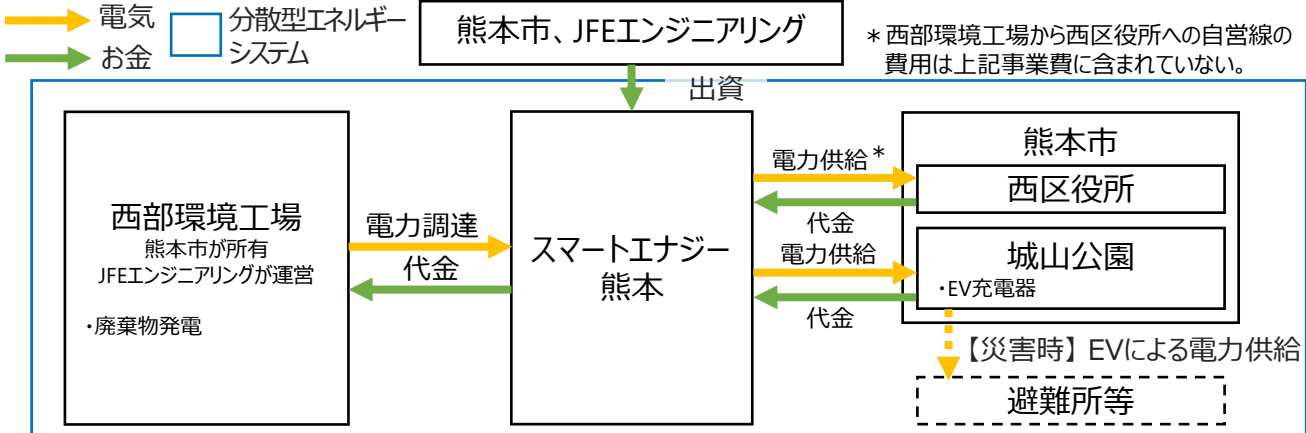 電気
お金
分散型エネルギー
システム
熊本市、JFEエンジニアリング
＊西部環境工場から西区役所への自営線の
費用は上記事業費に含まれていない。
出資
西部環境工場
熊本市が所有
JFEエンジニアリングが運営
・廃棄物発電
電力調達
代金
スマートエナジー
熊本
電力供給＊
代金
電力供給
代金
熊本市
西区役所
城山公園
・EV充電器
【災害時】EVによる電力供給
避難所等